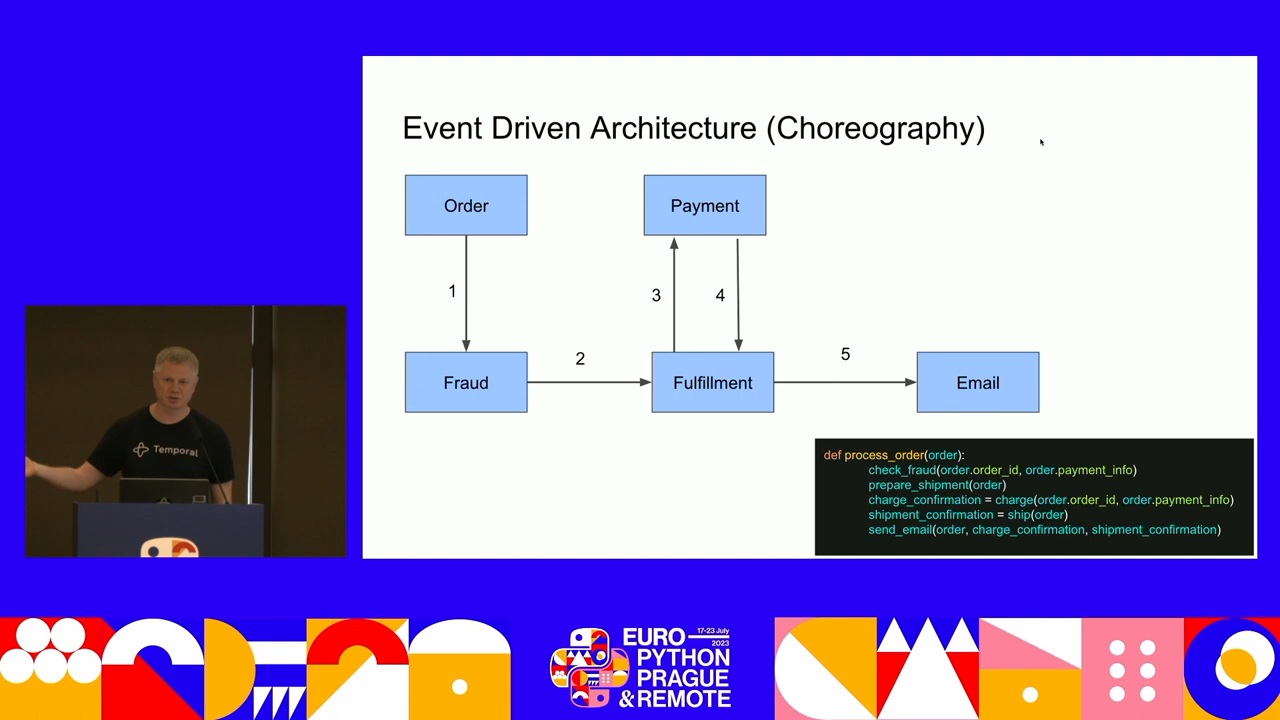 Event Driven Architecture (Choreography)
Order
Payment
1
3
4
Fraud
2
Fulfillment
5
Email
def process_order(order):
check_fraud(order.order_id, order.payment_info)
prepare_shipment(order)
charge_confirmation = charge(order.order_id, order.payment_info)
shipment_confirmation = ship(order)
send_email(order, charge_confirmation, shipment_confirmation)
Temporal
EURO 17-23 July 2023
PYTHON
PRAGUE
& REMOTE